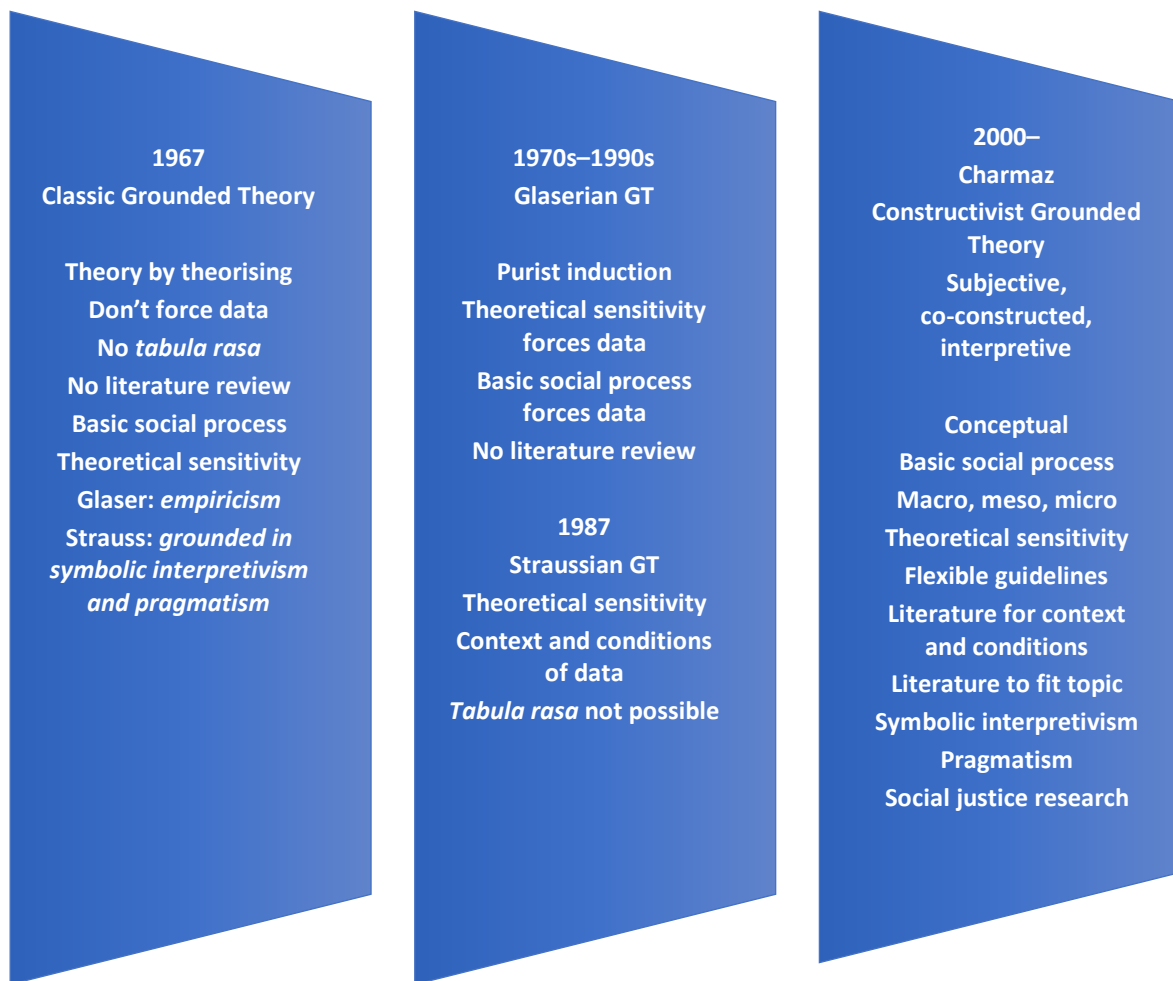 1967
Classic Grounded Theory
Theory by theorising
Don’t force data
No tabula rasa
No literature review
Basic social process
Theoretical sensitivity
Glaser: empiricism
Strauss: grounded in
symbolic interpretivism
and pragmatism
1970s–1990s
Glaserian GT
Purist induction
Theoretical sensitivity
forces data
Basic social process
forces data
No literature review
1987
Straussian GT
Theoretical sensitivity
Context and conditions
of data
Tabula rasa not possible
2000–
Charmaz
Constructivist Grounded
Theory
Subjective,
co-constructed,
interpretive
Conceptual
Basic social process
Macro, meso, micro
Theoretical sensitivity
Flexible guidelines
Literature for context
and conditions
Literature to fit topic
Symbolic interpretivism
Pragmatism
Social justice research